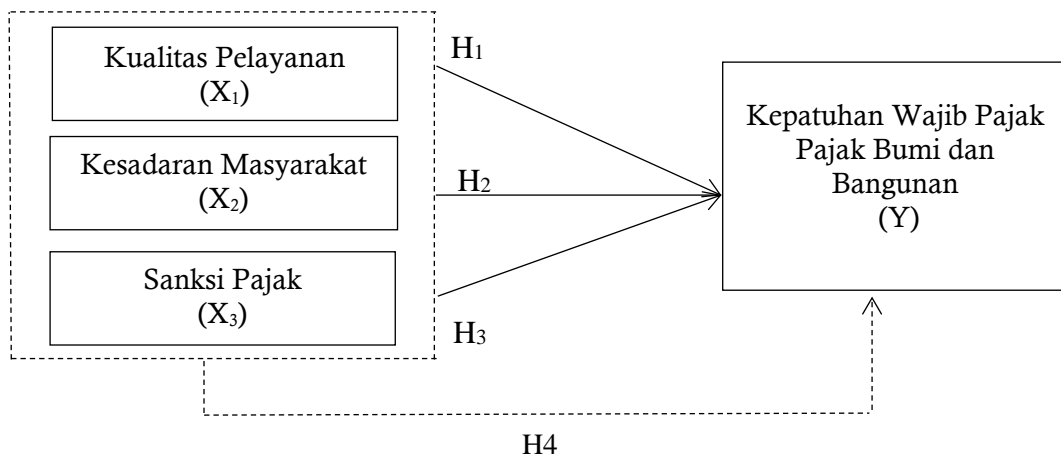 Kualitas Pelayanan
(X₁)
H₁
Kesadaran Masyarakat
(X₂)
H₂
Sanksi Pajak
(X₃)
H₃
Kepatuhan Wajib Pajak
Pajak Bumi dan
Bangunan
(Y)
H4